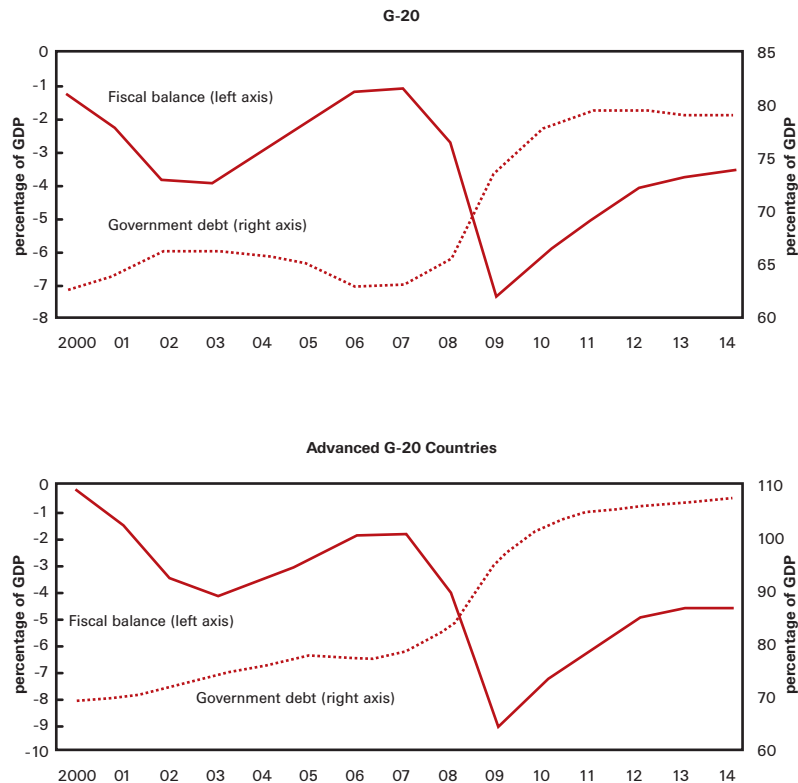 G-20
0
-1
-2
-3
-4
-5
-6
-7
-8
percentage of GDP
Fiscal balance (left axis)
Government debt (right axis)
85
80
75
70
65
60
percentage of GDP
2000 01 02 03 04 05 06 07 08 09 10 11 12 13 14
Advanced G-20 Countries
0
-1
-2
-3
-4
-5
-6
-7
-8
-9
-10
percentage of GDP
Fiscal balance (left axis)
Government debt (right axis)
110
100
90
80
70
60
percentage of GDP
2000 01 02 03 04 05 06 07 08 09 10 11 12 13 14